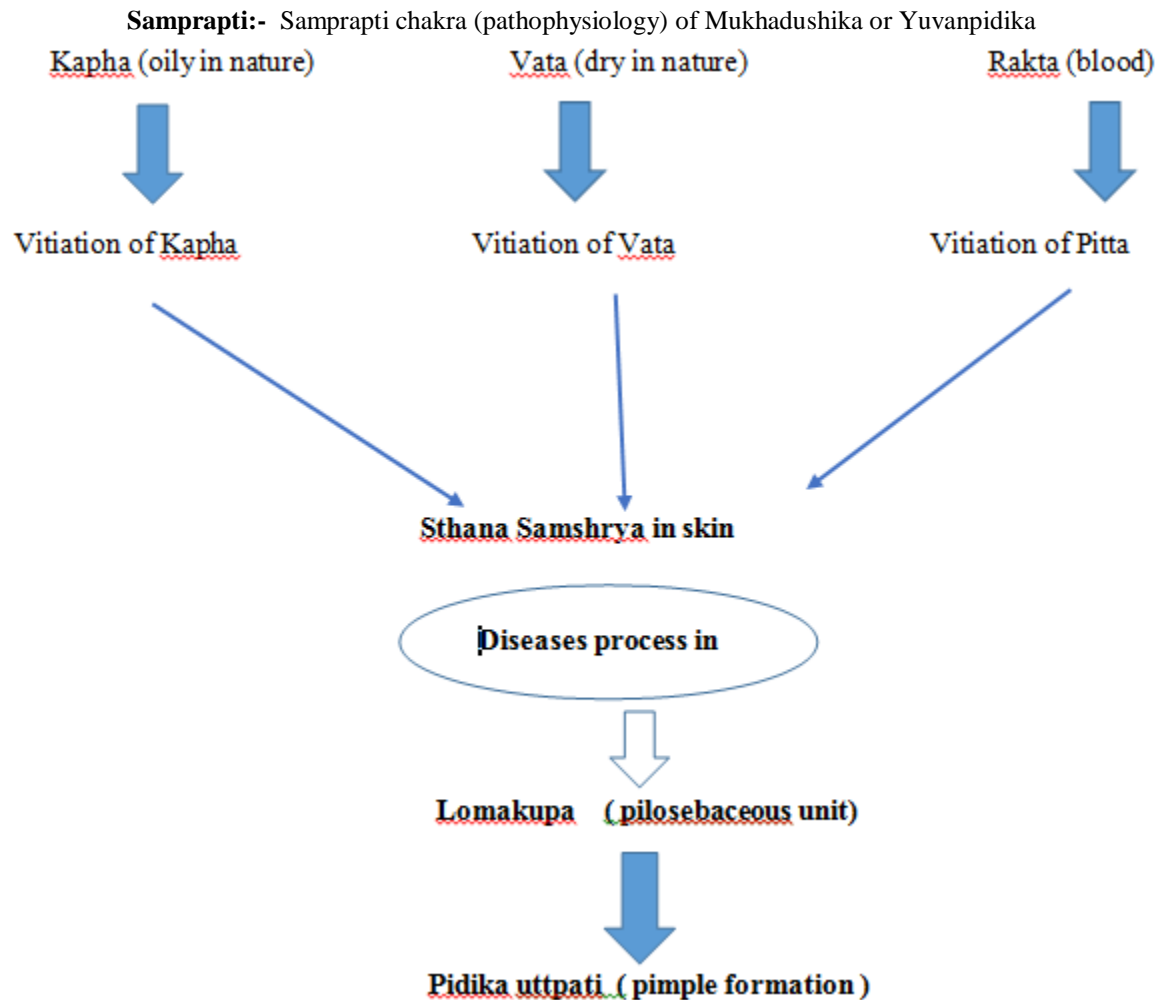 Samprapti:- Samprapti chakra (pathophysiology) of Mukhadushika or Yuvanpidika
Kapha (oily in nature) Vata (dry in nature) Rakta (blood)
Vitiation of Kapha Vitiation of Vata Vitiation of Pitta
Sthana Samshrya in skin
Diseases process in
Lomakupa ( pilosebaceous unit)
Pidika uttpati ( pimple formation )